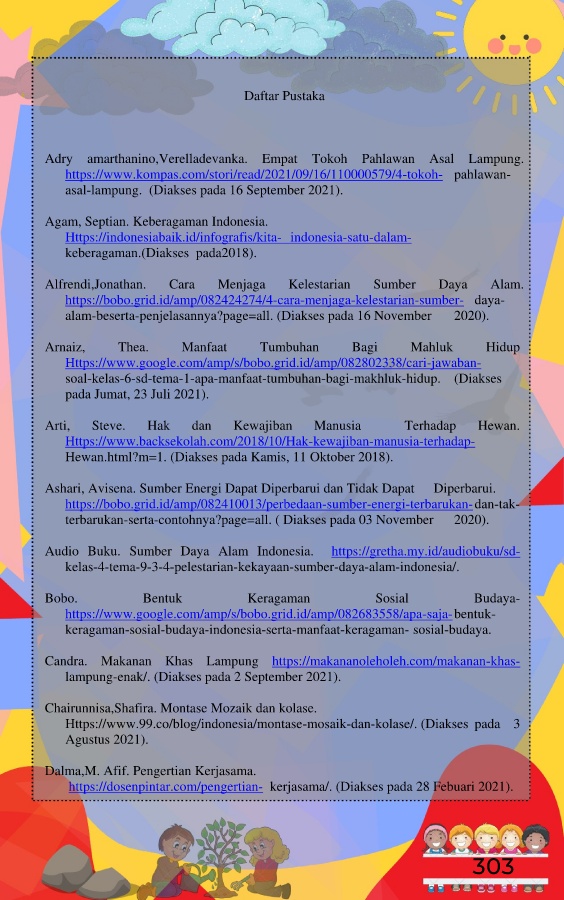 Daftar Pustaka
Adry amarthanino,Verelladevanka. Empat Tokoh Pahlawan Asal Lampung.
https://www.kompas.com/stori/read/2021/09/16/110000579/4-tokoh- pahlawan-
asal-lampung. (Diakses pada 16 September 2021).
Agam, Septian. Keberagaman Indonesia.
Https://indonesiabaik.id/infografis/kita- indonesia-satu-dalam-
keberagaman.(Diakses pada2018).
Alfrendi,Jonathan. Cara Menjaga Kelestarian Sumber Daya Alam.
https://bobo.grid.id/amp/082424274/4-cara-menjaga-kelestarian-sumber- daya-
alam-beserta-penjelasannya?page=all. (Diakses pada 16 November 2020).
Arnaiz, Thea. Manfaat Tumbuhan Bagi Mahluk Hidup
Https://www.google.com/amp/s/bobo.grid.id/amp/082802338/cari-jawaban-
soal-kelas-6-sd-tema-1-apa-manfaat-tumbuhan-bagi-makhluk-hidup. (Diakses
pada Jumat, 23 Juli 2021).
Arti, Steve. Hak dan Kewajiban Manusia Terhadap Hewan.
Https://www.backsekolah.com/2018/10/Hak-kewajiban-manusia-terhadap-
Hewan.html?m=1. (Diakses pada Kamis, 11 Oktober 2018).
Ashari, Avisena. Sumber Energi Dapat Diperbarui dan Tidak Dapat Diperbarui.
https://bobo.grid.id/amp/082410013/perbedaan-sumber-energi-terbarukan- dan-tak-
terbarukan-serta-contohnya?page=all. ( Diakses pada 03 November 2020).
Audio Buku. Sumber Daya Alam Indonesia. https://gretha.my.id/audiobuku/sd-
kelas-4-tema-9-3-4-pelestarian-kekayaan-sumber-daya-alam-indonesia/.
Bobo. Bentuk Keragaman Sosial Budaya-
https://www.google.com/amp/s/bobo.grid.id/amp/082683558/apa-saja- bentuk-
keragaman-sosial-budaya-indonesia-serta-manfaat-keragaman- sosial-budaya.
Candra. Makanan Khas Lampung https://makananoleholeh.com/makanan-khas-
lampung-enak/. (Diakses pada 2 September 2021).
Chairunnisa,Shafira. Montase Mozaik dan kolase.
Https://www.99.co/blog/indonesia/montase-mosaik-dan-kolase/. (Diakses pada 3
Agustus 2021).
Dalma,M. Afif. Pengertian Kerjasama.
https://dosenpintar.com/pengertian- kerjasama/. (Diakses pada 28 Febuari 2021).
303